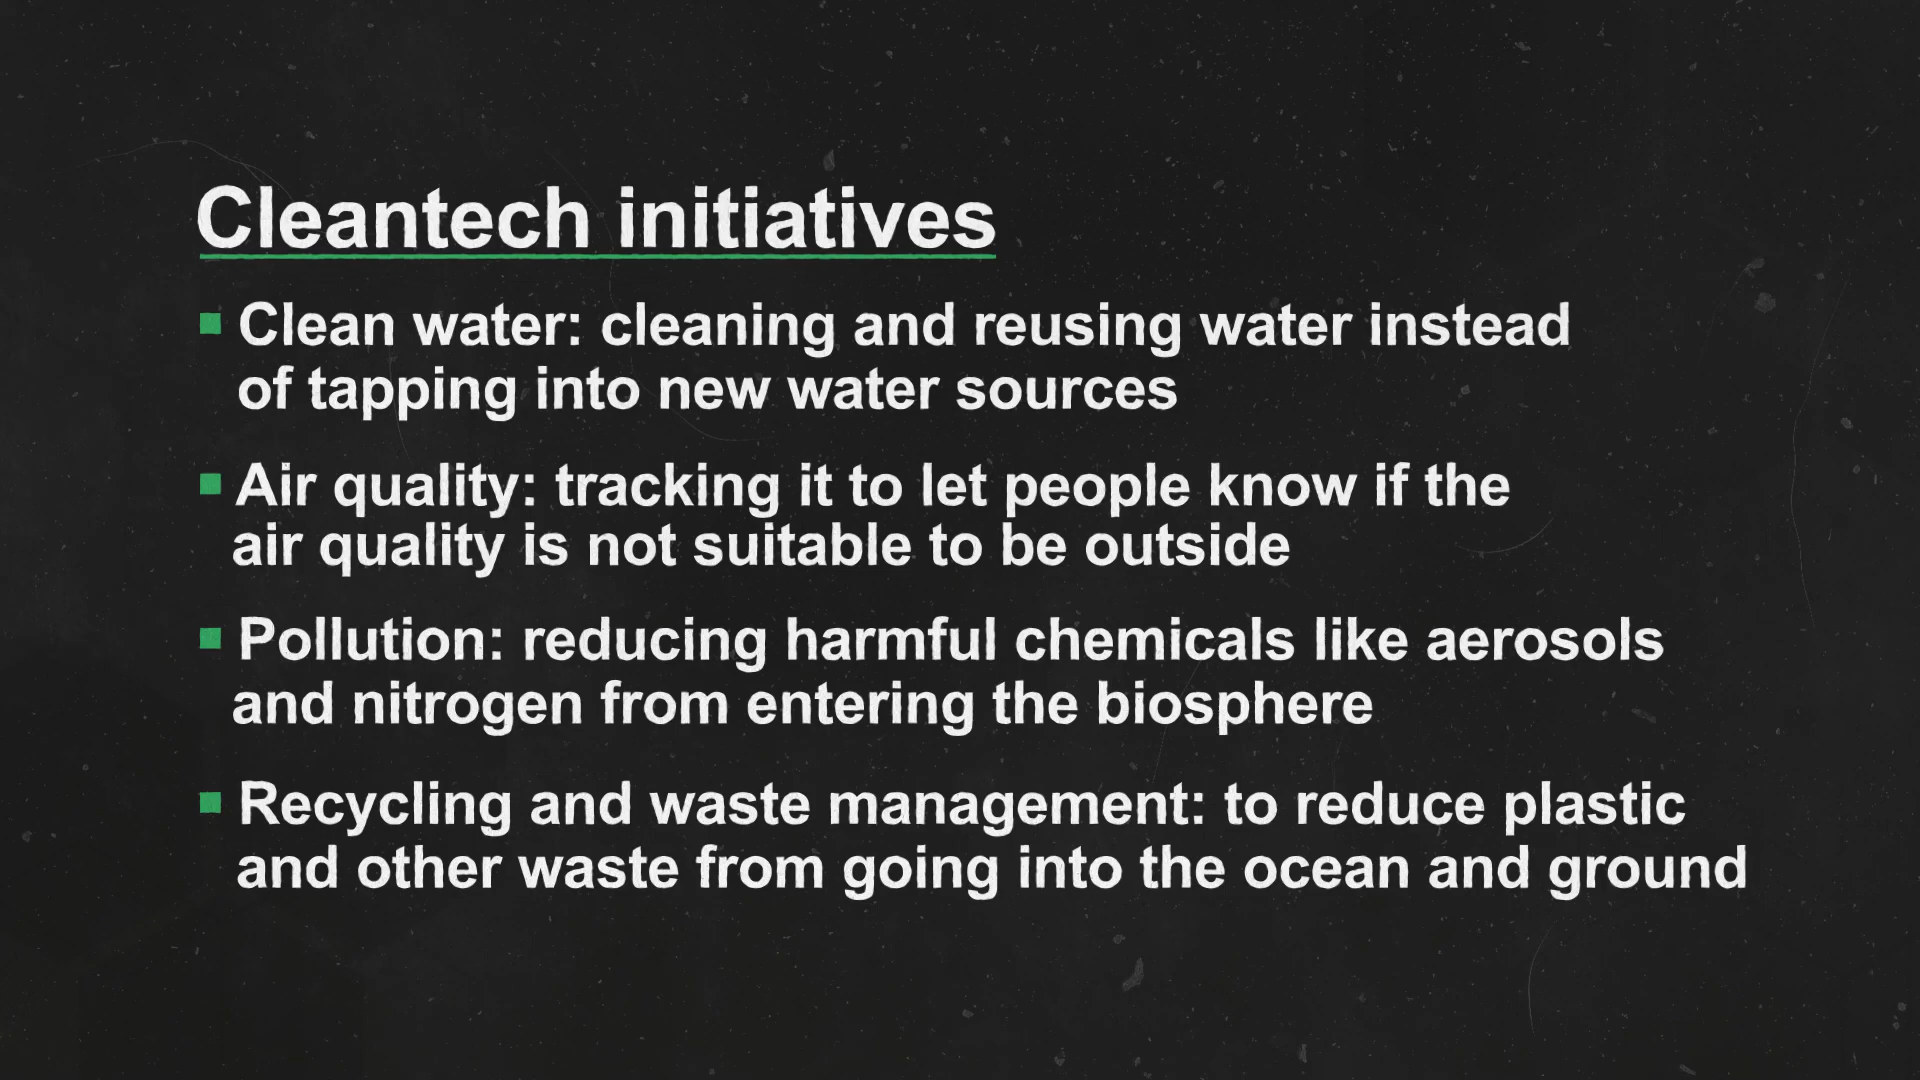 Cleantech initiatives
▪ Clean water: cleaning and reusing water instead
of tapping into new water sources
▪ Air quality: tracking it to let people know if the
air quality is not suitable to be outside
▪ Pollution: reducing harmful chemicals like aerosols
and nitrogen from entering the biosphere
▪ Recycling and waste management: to reduce plastic
and other waste from going into the ocean and ground